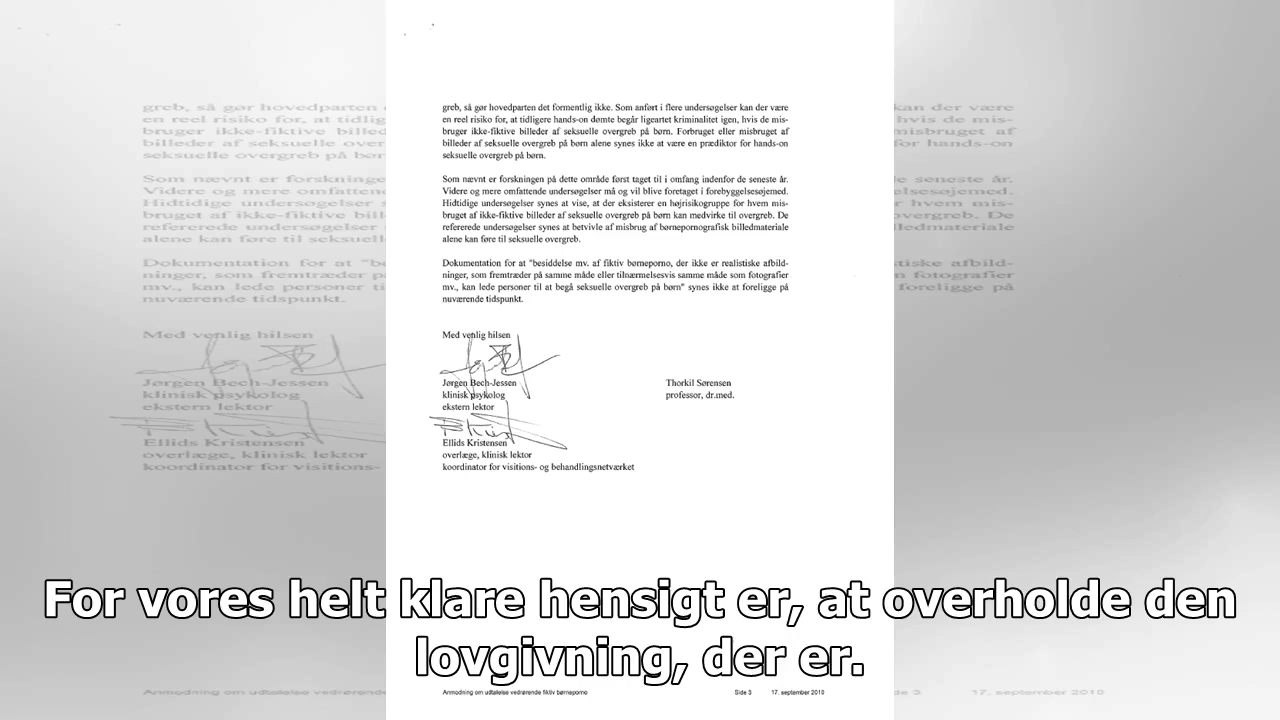 greb, så gør hovedparten det formentlig ikke. Som anført i flere undersøgelser kan der være
en reel risiko for, at tidligere hands-on dømte begår ligeartet kriminalitet igen, hvis de mis-
bruger ikke-fiktive billeder af seksuelle overgreb på børn. Forbruget eller misbruget af
billeder af seksuelle overgreb på børn alene synes ikke at være en prædiktor for hands-on
seksuelle overgreb på børn.
Som nævnt er forskningen på dette område først taget til i omfang indenfor de seneste år.
Videre og mere omfattende undersøgelser må og vil blive foretaget i forebyggelsesøjemed.
Hidtidige undersøgelser synes at vise, at der eksisterer en højrisikogruppe for hvem mis-
bruget af ikke-fiktive billeder af seksuelle overgreb på børn kan medvirke til overgreb. De
refererede undersøgelser synes at betvivle af misbrug af børnepornografisk billedmateriale
alene kan føre til seksuelle overgreb.
Dokumentation for at "besiddelse mv. af fiktiv børneporno, der ikke er realistiske afbild-
ninger, som fremtræder på samme måde eller tilnærmelsesvis samme måde som fotografier
mv., kan lede personer til at begå seksuelle overgreb på børn" synes ikke at foreligge på
nuværende tidspunkt.
Med venlig hilsen
Jørgen Bech-Jessen
klinisk psykolog
ekstern lektor
Thorkil Sørensen
professor, dr.med.
Ellids Kristensen
overlæge, klinisk lektor
koordinator for visitions- og behandlingsnetværket
For vores helt klare hensigt er, at overholde den
lovgivning, der er.
Anmodning om udtalelse vedrørende fiktiv børneporno Side 3 17. september 2010